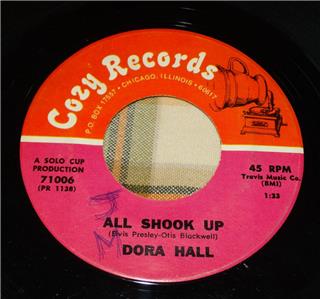 Cozy Records
P.O. BOX 17557 • CHICAGO, ILLINOIS • 60617
A SOLO CUP
PRODUCTION
71006
(PR 1138)
45 RPM
Travis Music Co.
(BMI)
1:33
ALL SHOOK UP
(Elvis Presley-Otis Blackwell)
DORA HALL